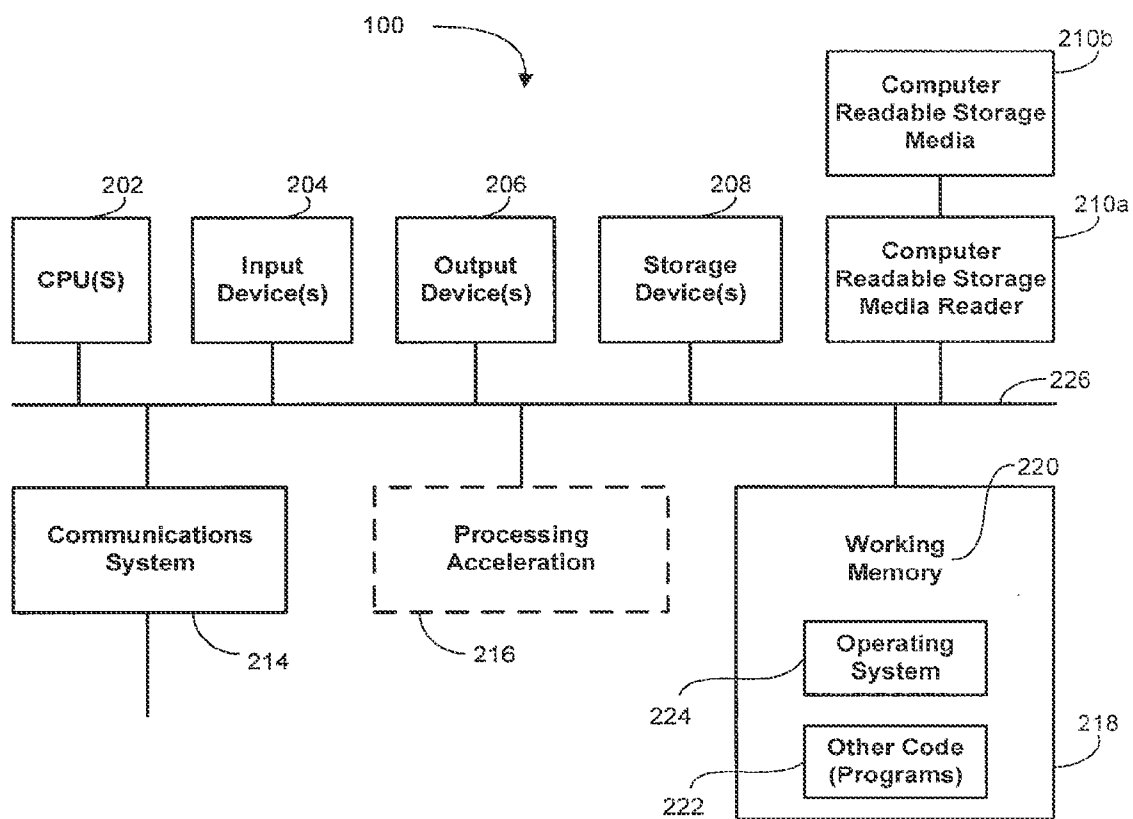 100
210b
Computer
Readable Storage
Media
202
204
206
208
210a
CPU(S)
Input
Device(s)
Output
Device(s)
Storage
Device(s)
Computer
Readable Storage
Media Reader
226
220
Communications
System
Processing
Acceleration
Working
Memory
214
216
Operating
System
224
218
Other Code
(Programs)
222